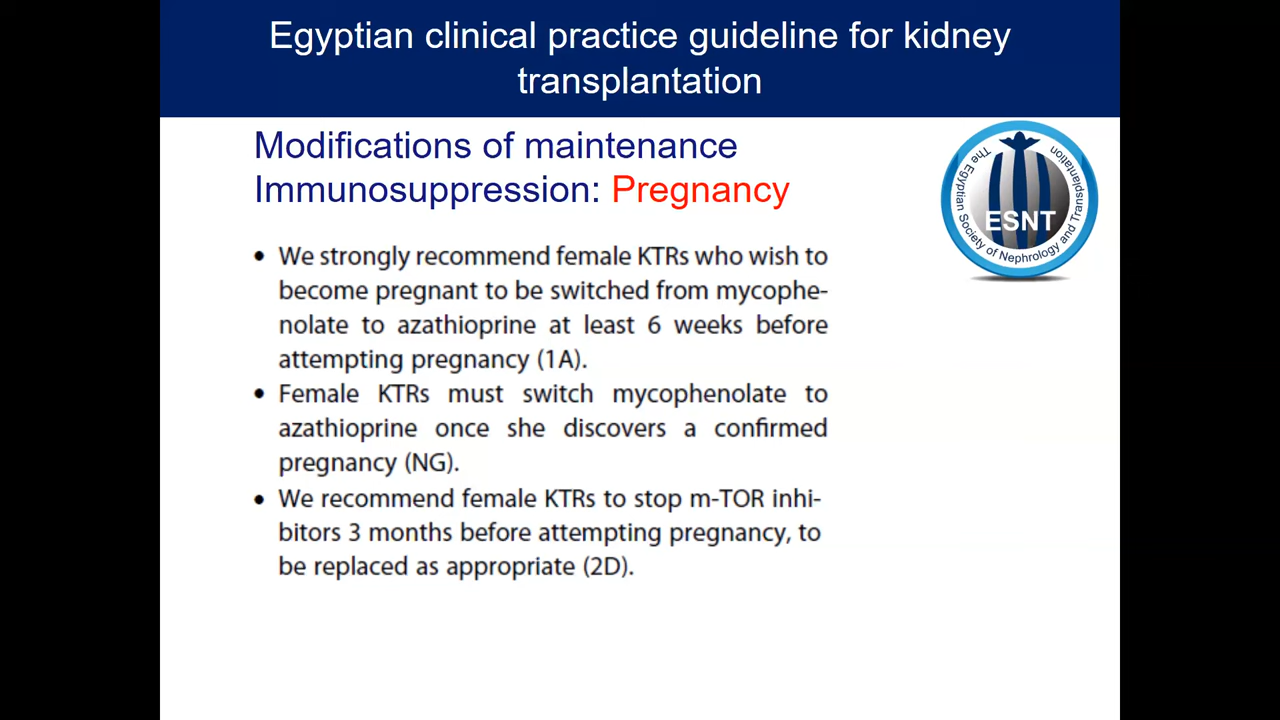 Egyptian clinical practice guideline for kidney
transplantation
Modifications of maintenance
Immunosuppression: Pregnancy
The Egyptian Society of Nephrology and Transplantation
ESNT
• We strongly recommend female KTRs who wish to
become pregnant to be switched from mycophe-
nolate to azathioprine at least 6 weeks before
attempting pregnancy (1A).
• Female KTRs must switch mycophenolate to
azathioprine once she discovers a confirmed
pregnancy (NG).
• We recommend female KTRs to stop m-TOR inhi-
bitors 3 months before attempting pregnancy, to
be replaced as appropriate (2D).